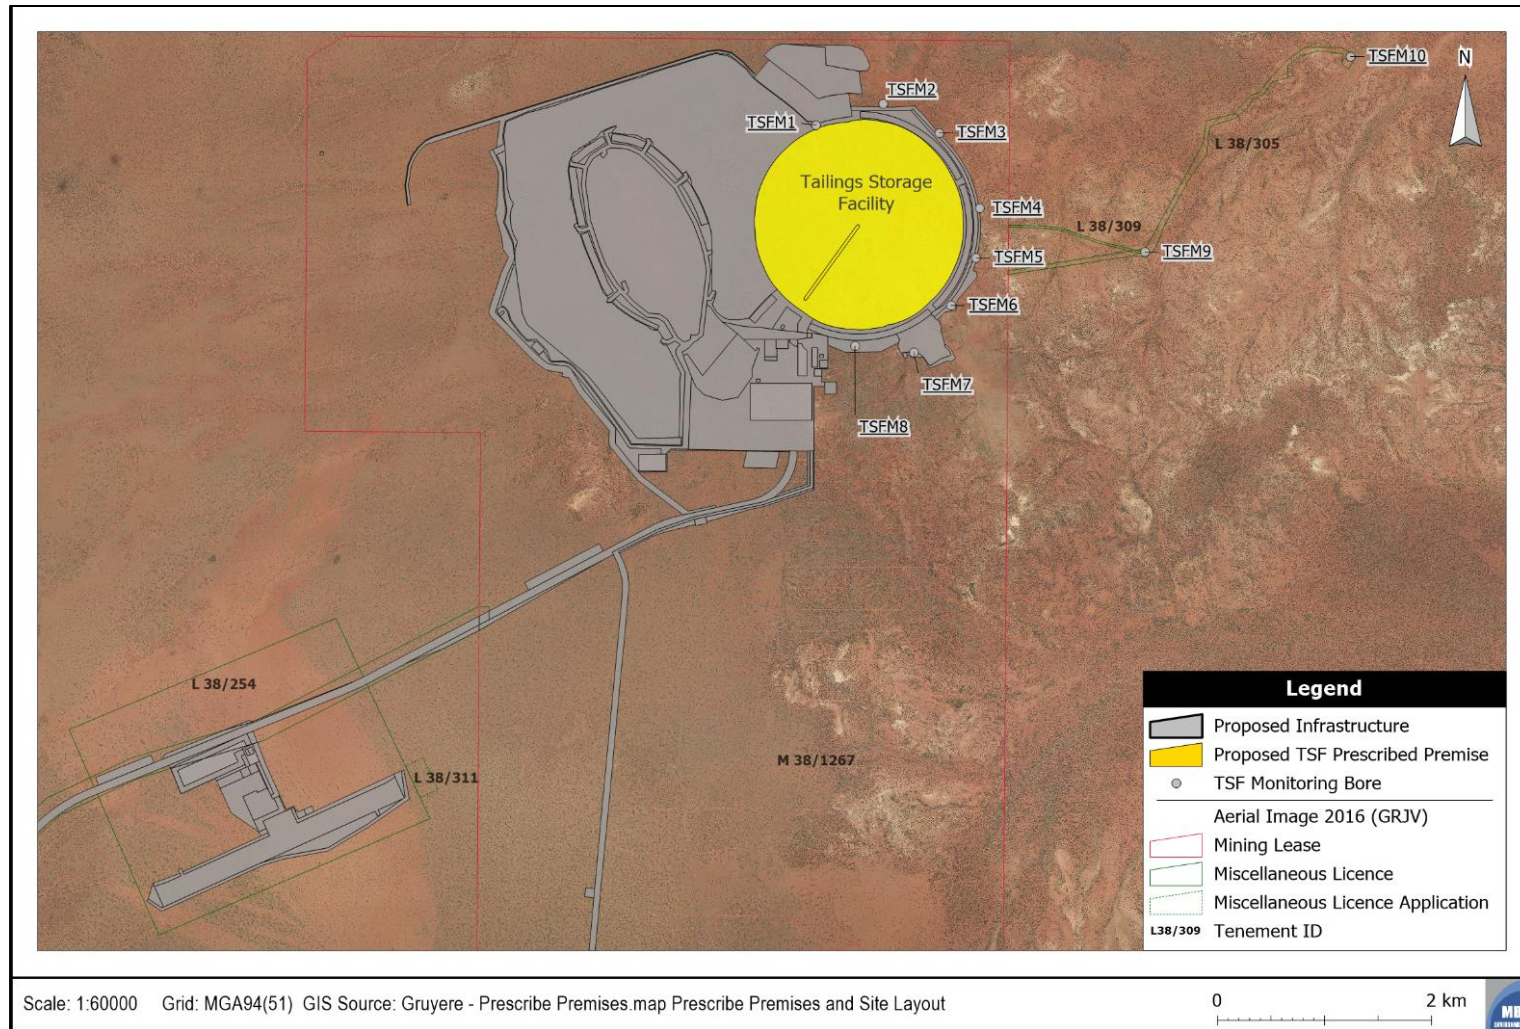 TSFM10
N
TSFM2
TSFM1
TSFM3
L 38/305
Tailings Storage
Facility
TSFM4
L 38/309
TSFM5
TSFM9
TSFM6
TSFM7
TSFM8
L 38/254
M 38/1267
L 38/311
Legend
Proposed Infrastructure
Proposed TSF Prescribed Premise
TSF Monitoring Bore
Aerial Image 2016 (GRJV)
Mining Lease
Miscellaneous Licence
Miscellaneous Licence Application
L38/309 Tenement ID
Scale: 1:60000 Grid: MGA94(51) GIS Source: Gruyere - Prescribe Premises.map Prescribe Premises and Site Layout
0 2 km